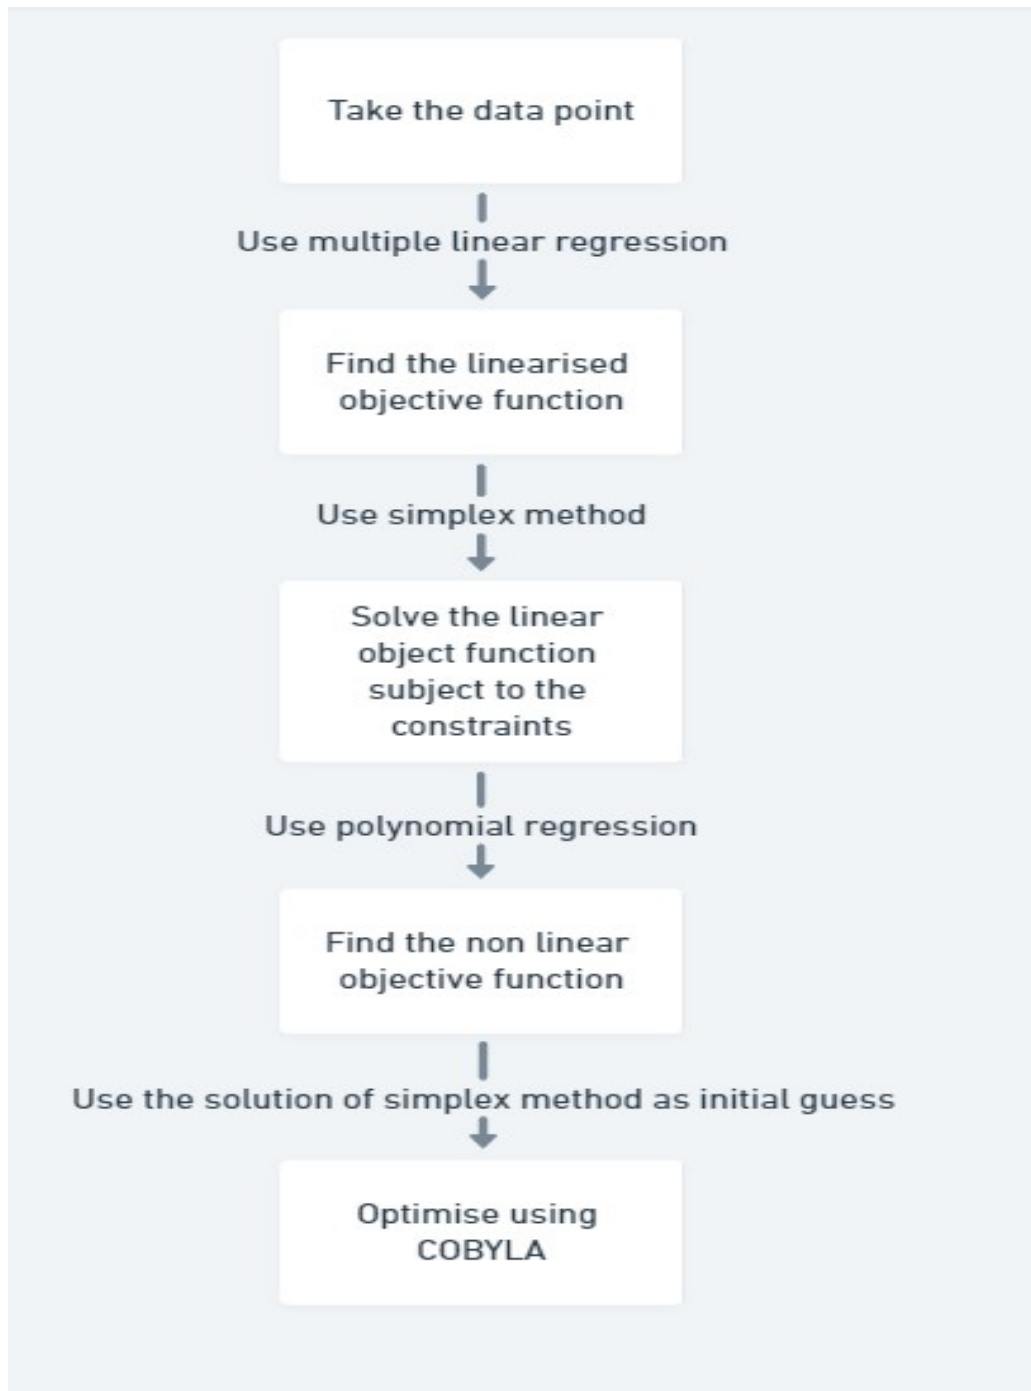 Take the data point
Use multiple linear regression
Find the linearised
objective function
Use simplex method
Solve the linear
object function
subject to the
constraints
Use polynomial regression
Find the non linear
objective function
Use the solution of simplex method as initial guess
Optimise using
COBYLA